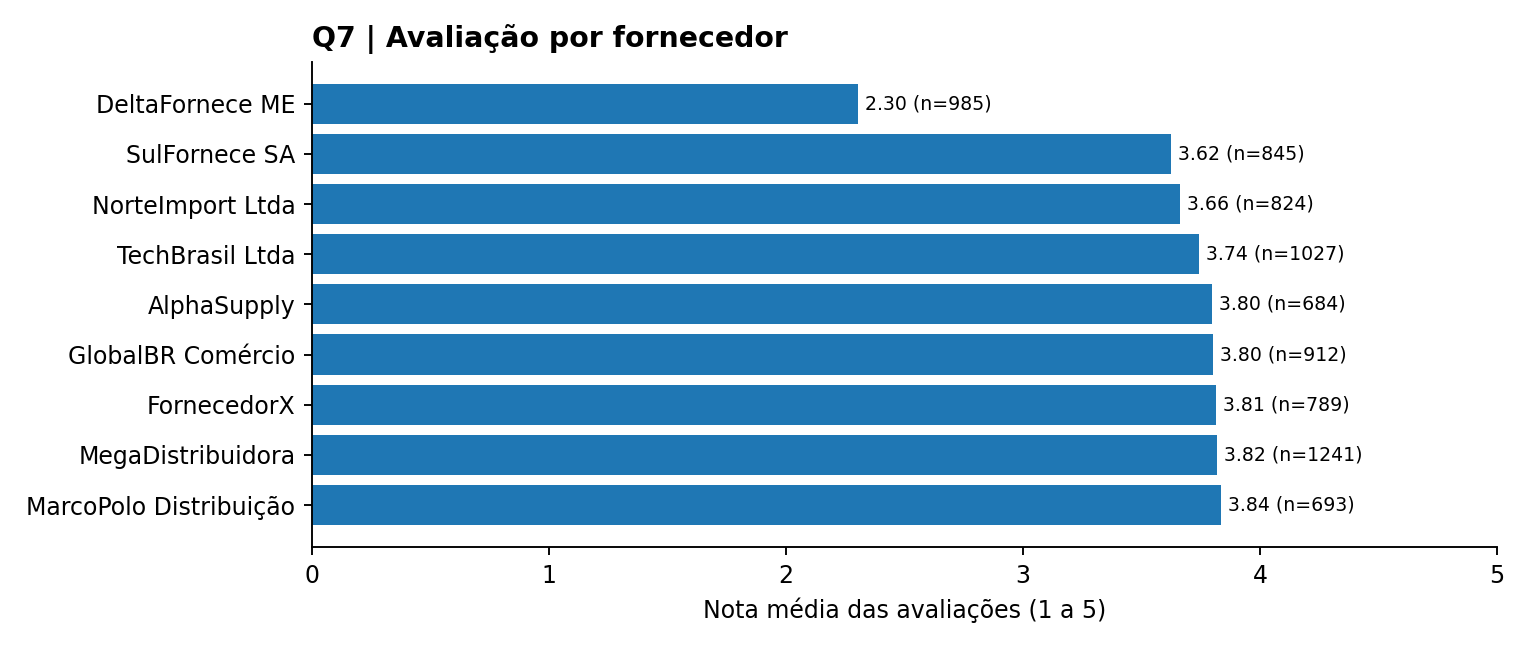 Q7 | Avaliação por fornecedor
DeltaFornece ME
2.30 (n=985)
SulFornece SA
3.62 (n=845)
NorteImport Ltda
3.66 (n=824)
TechBrasil Ltda
3.74 (n=1027)
AlphaSupply
3.80 (n=684)
GlobalBR Comércio
3.80 (n=912)
FornecedorX
3.81 (n=789)
MegaDistribuidora
3.82 (n=1241)
MarcoPolo Distribuição
3.84 (n=693)
0 1 2 3 4 5
Nota média das avaliações (1 a 5)